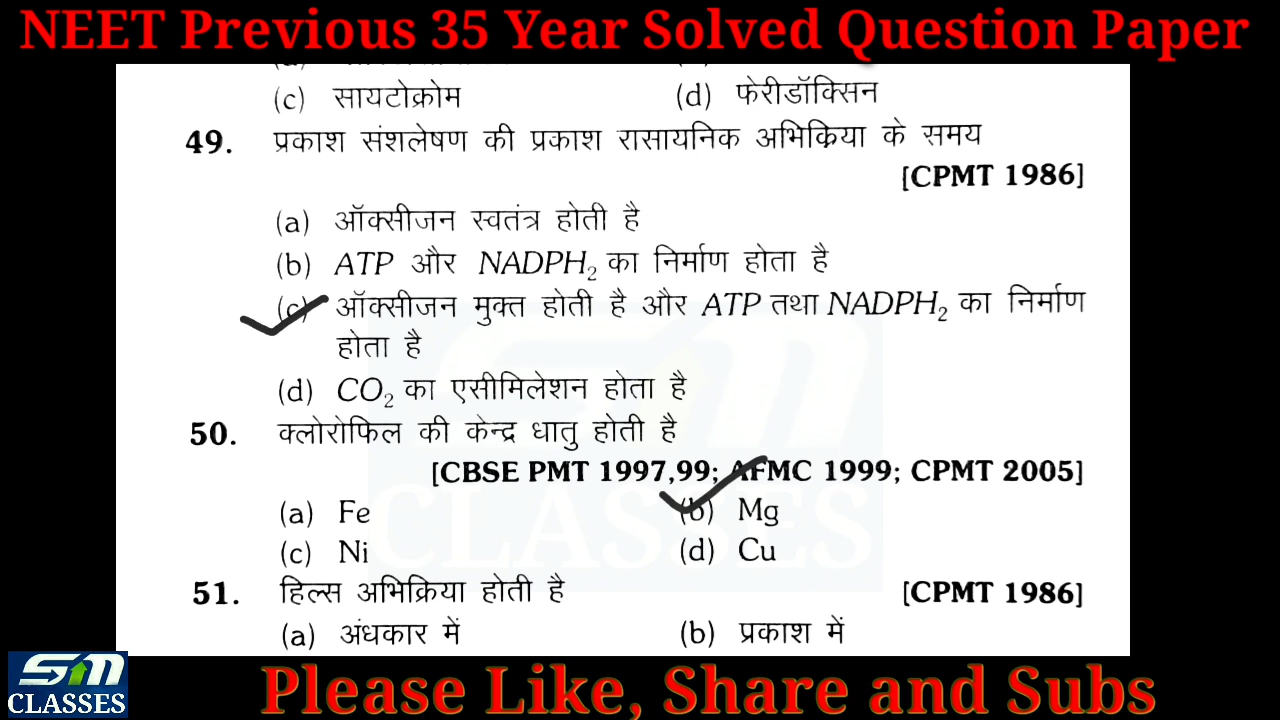 NEET Previous 35 Year Solved Question Paper
(c) सायटोक्रोम (d) फेरीडॉक्सिन
49. प्रकाश संशलेषण की प्रकाश रासायनिक अभिक्रिया के समय
[CPMT 1986]
(a) ऑक्सीजन स्वतंत्र होती है
(b) ATP और NADPH₂ का निर्माण होता है
(c) ऑक्सीजन मुक्त होती है और ATP तथा NADPH₂ का निर्माण
होता है
(d) CO₂ का एसीमिलेशन होता है
50. क्लोरोफिल की केन्द्र धातु होती है
[CBSE PMT 1997,99; AFMC 1999; CPMT 2005]
(a) Fe (b) Mg
(c) Ni (d) Cu
51. हिल्स अभिक्रिया होती है [CPMT 1986]
(a) अंधकार में (b) प्रकाश में
SM
CLASSES
Please Like, Share and Subs